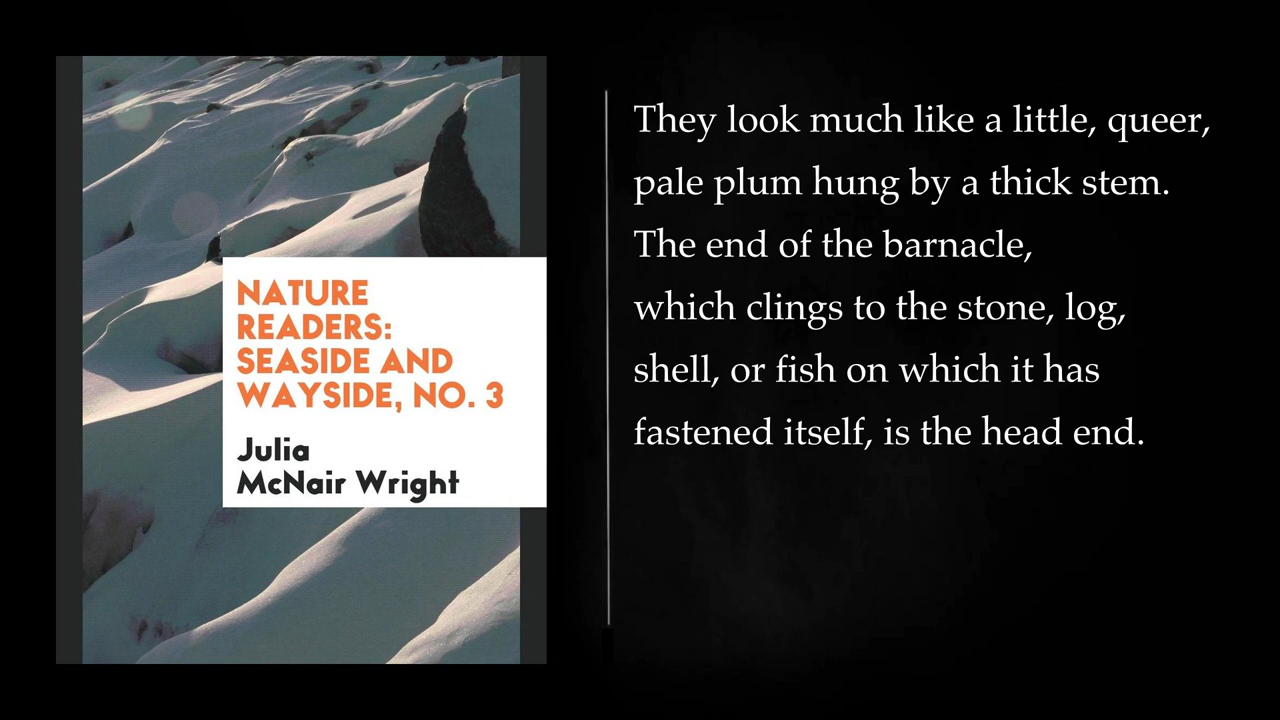 NATURE
READERS:
SEASIDE AND
WAYSIDE, NO. 3
Julia
McNair Wright
They look much like a little, queer,
pale plum hung by a thick stem.
The end of the barnacle,
which clings to the stone, log,
shell, or fish on which it has
fastened itself, is the head end.